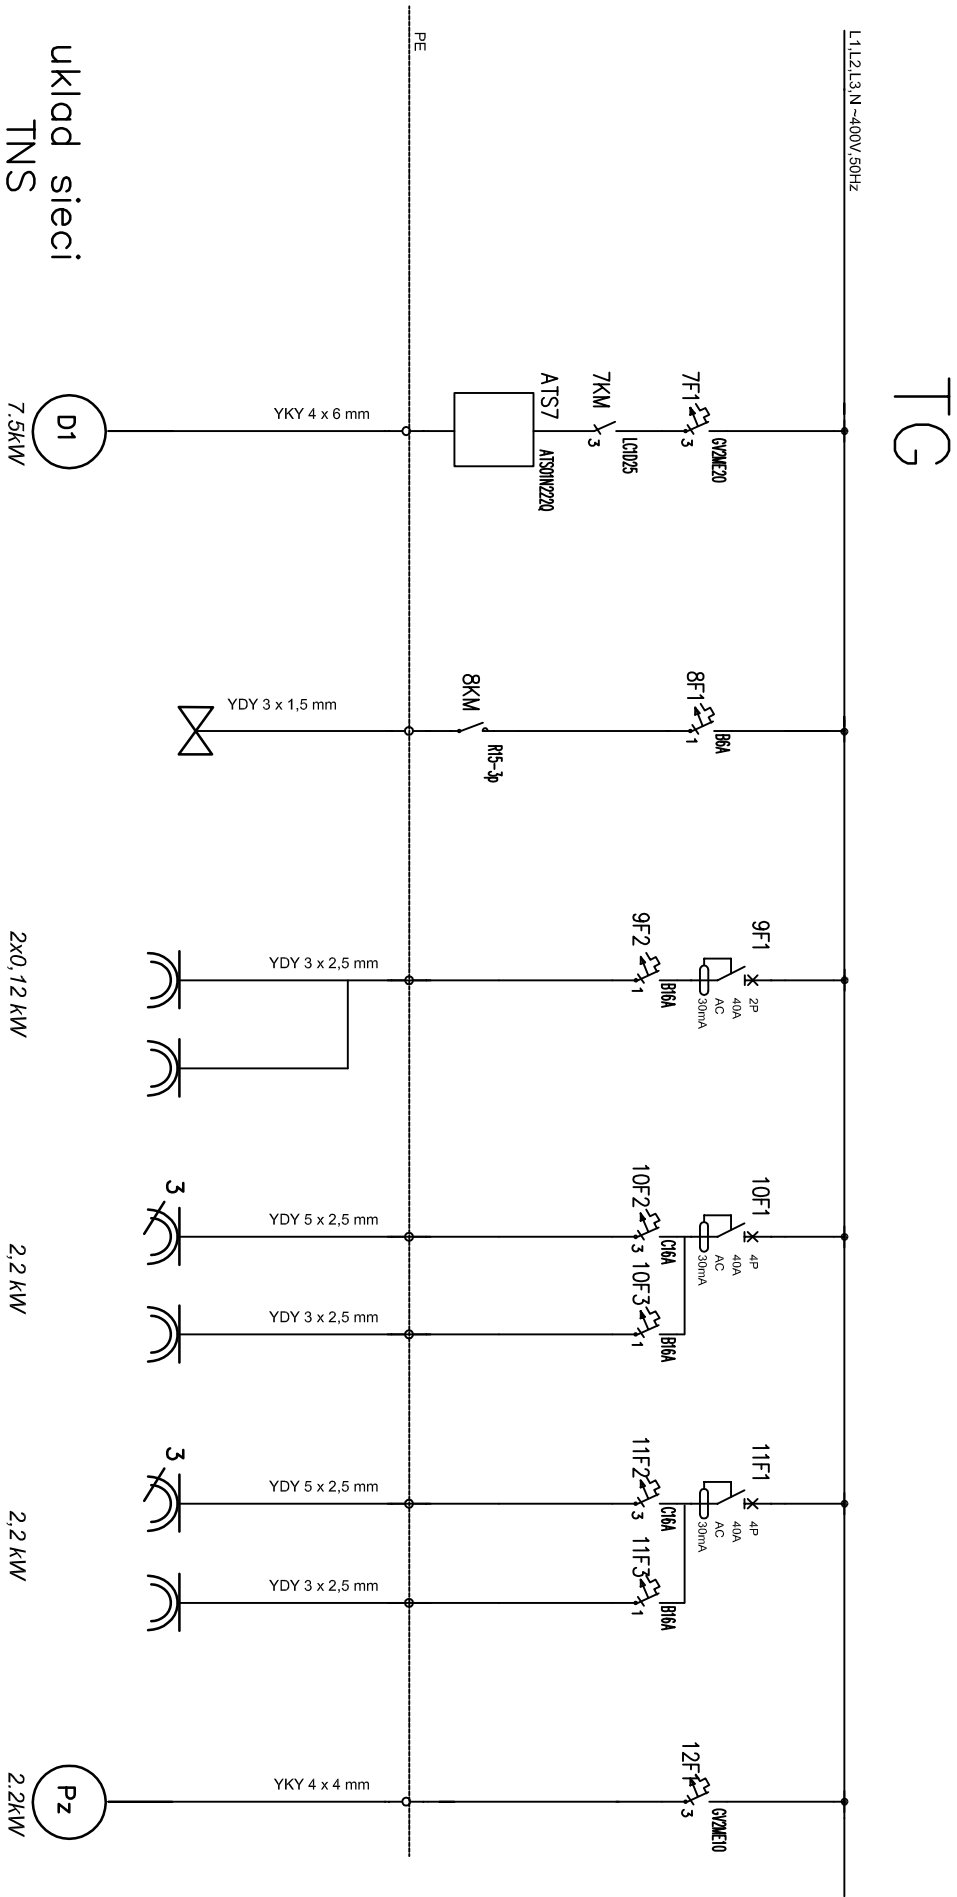 TG
L1,L2,L3,N ~400V,50Hz
PE
uklad sieci
TNS
7F1
3
GV2ME20
7KM
3
LC1D25
ATS7
ATS01N222Q
YKY 4 x 6 mm
D1
7.5kW
8F1
1
B6A
8KM
R15-3p
YDY 3 x 1,5 mm
9F1
2P
40A
AC
30mA
9F2
1
B16A
YDY 3 x 2,5 mm
2x0,12 kW
10F1
4P
40A
AC
30mA
10F2
3
C16A
10F3
1
B16A
YDY 5 x 2,5 mm
YDY 3 x 2,5 mm
3
2,2 kW
11F1
4P
40A
AC
30mA
11F2
3
C16A
11F3
1
B16A
YDY 5 x 2,5 mm
YDY 3 x 2,5 mm
3
2,2 kW
12F1
3
GV2ME10
YKY 4 x 4 mm
Pz
2.2kW